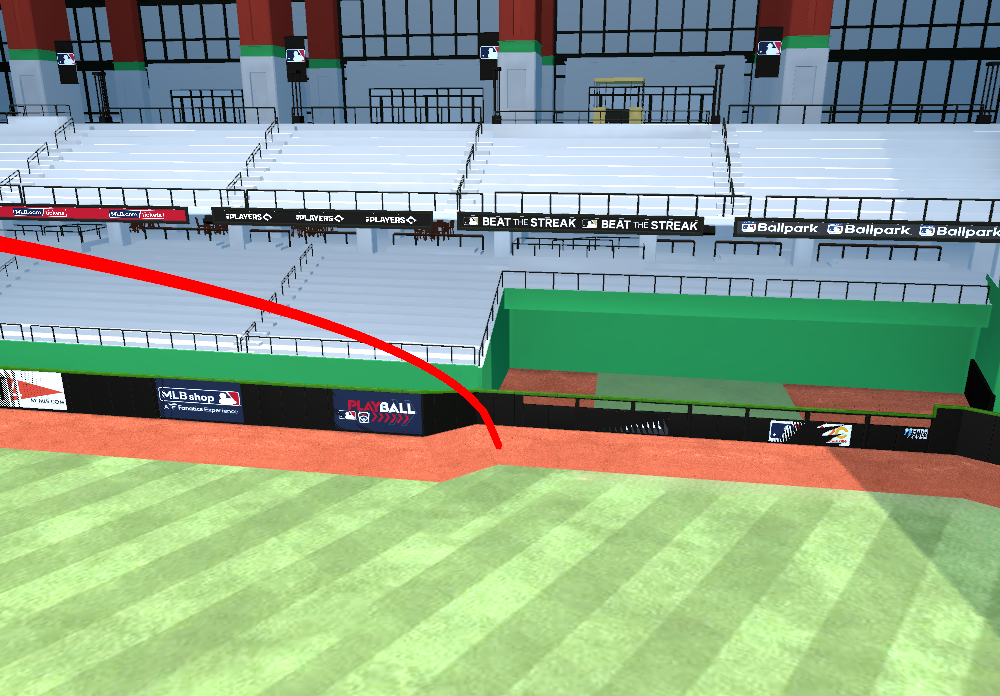 MLB.com/tickets MLB.com/tickets
PLAYERS PLAYERS PLAYERS
BEAT THE STREAK BEAT THE STREAK
Ballpark Ballpark Ballpark
MLB shop
A Fanatics Experience
PLAY BALL